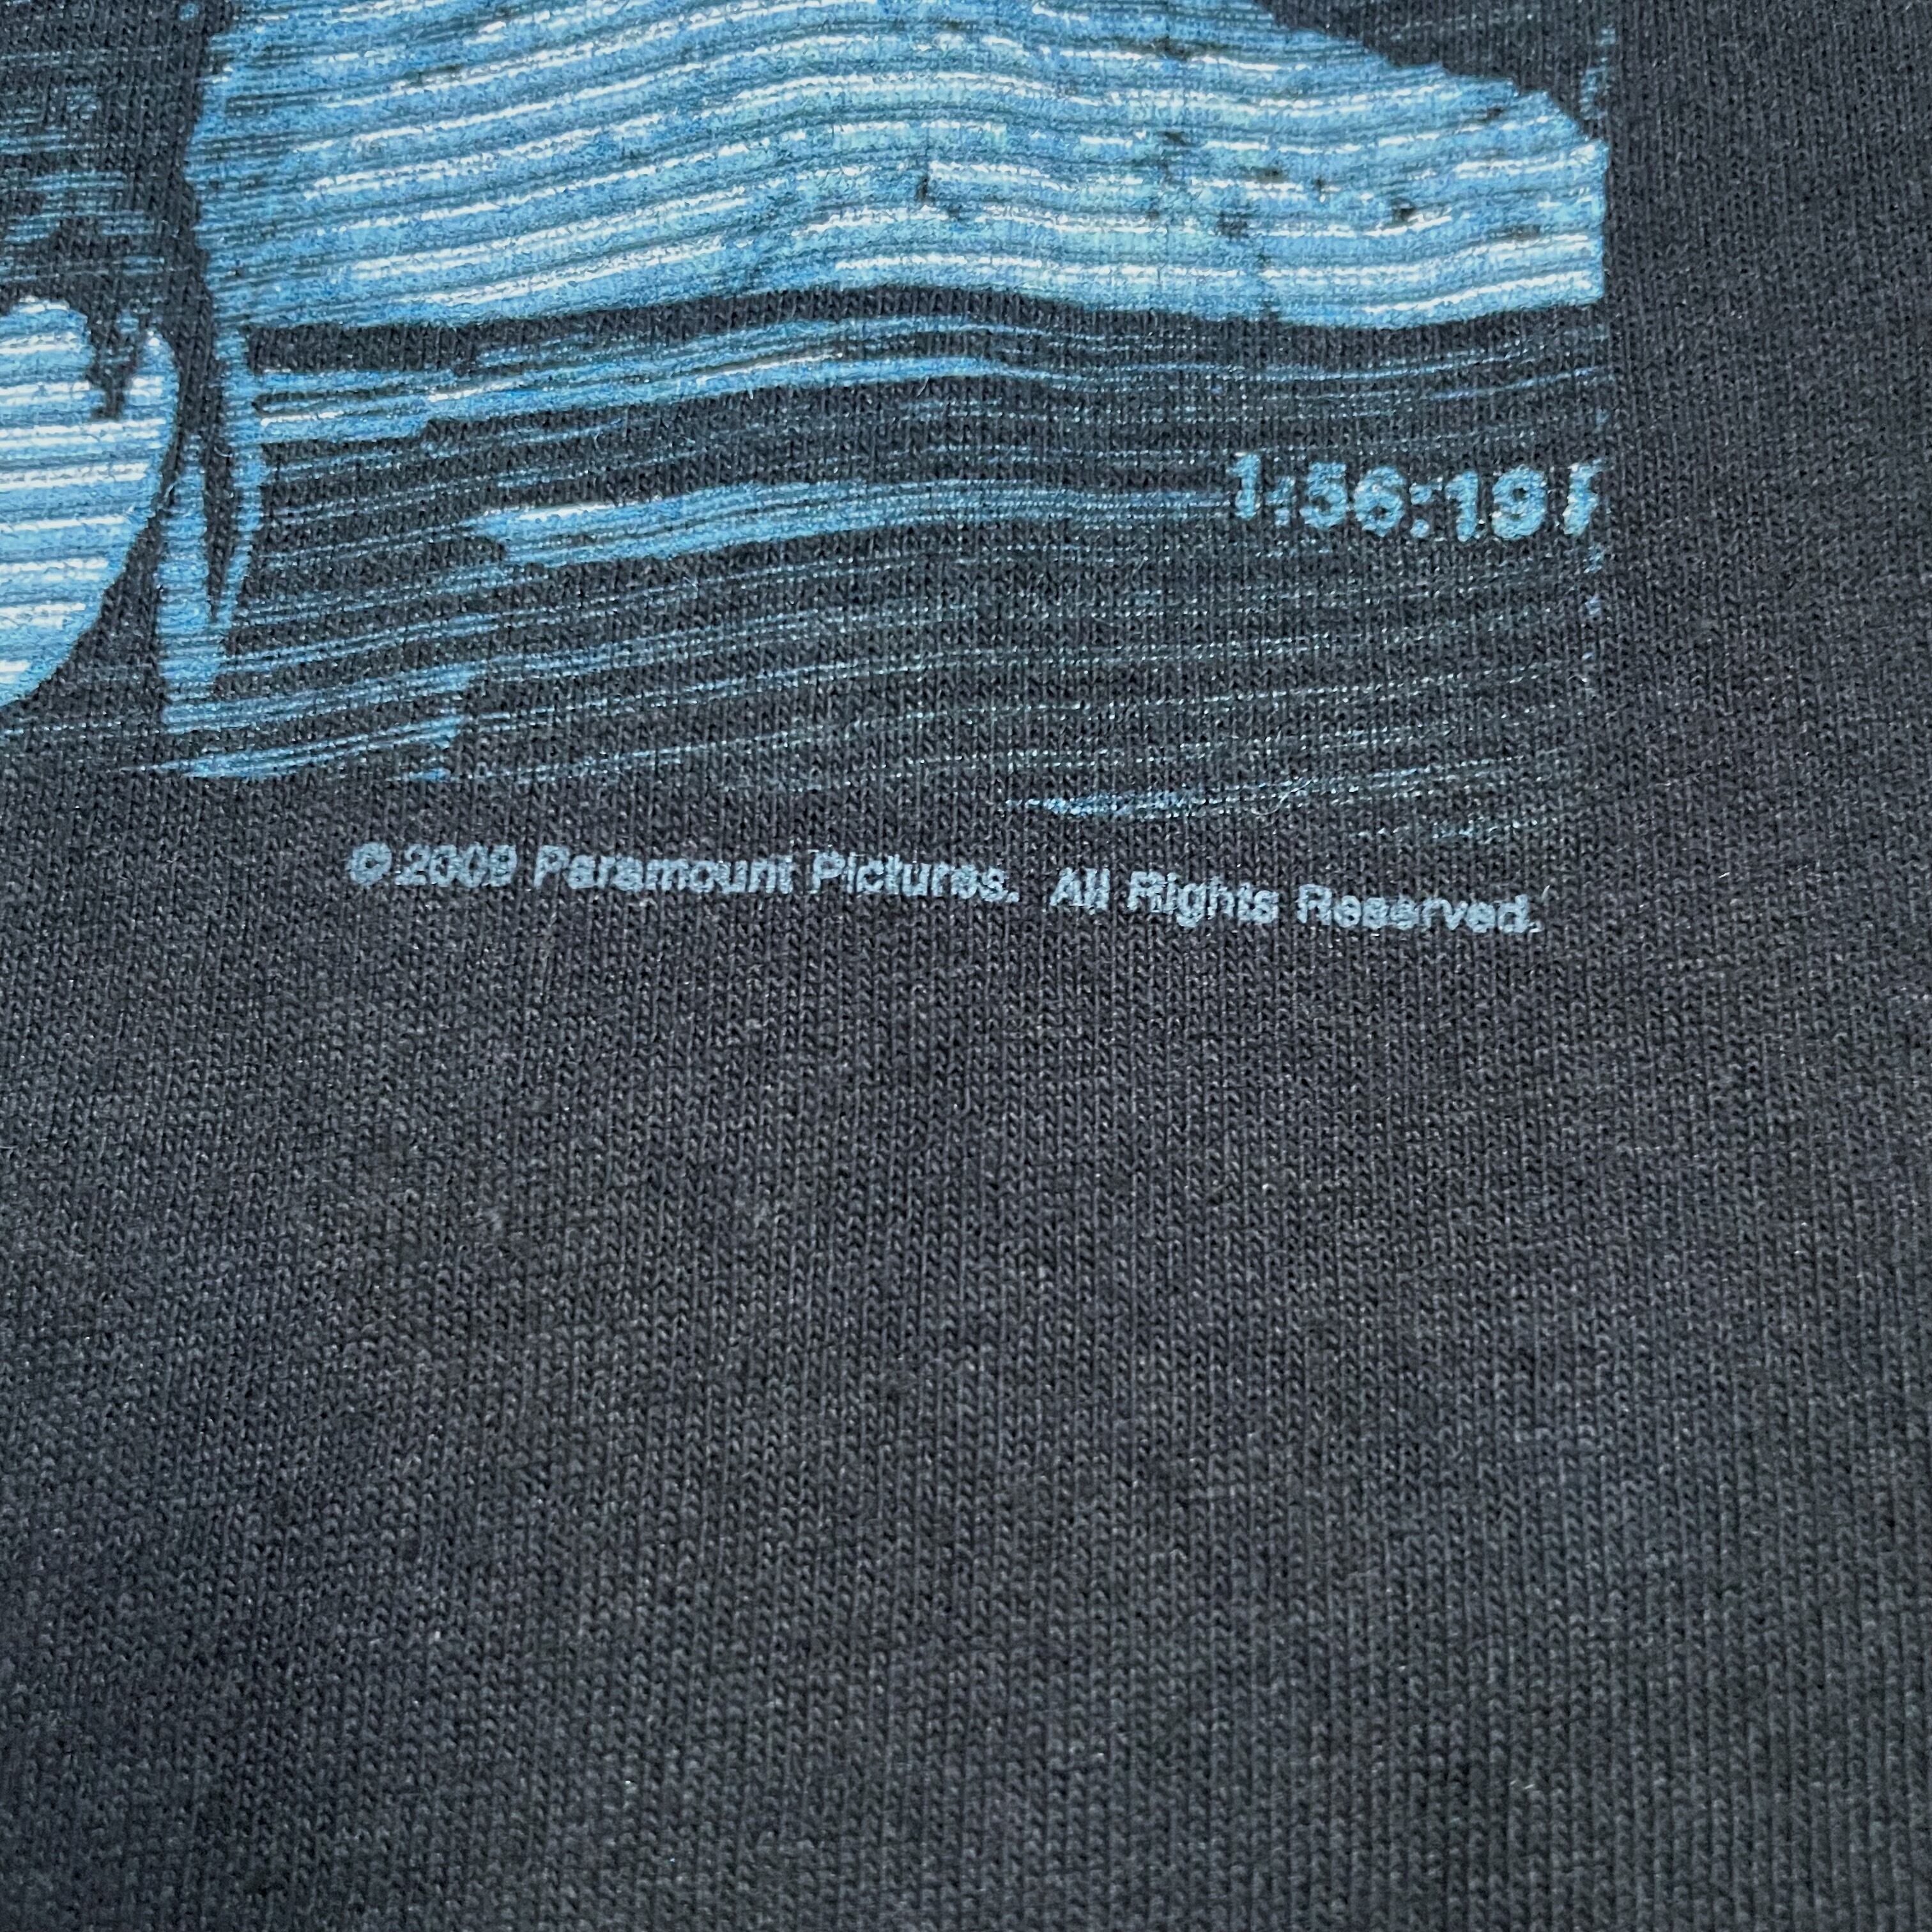 1:56:19
© 2009 Paramount Pictures. All Rights Reserved.